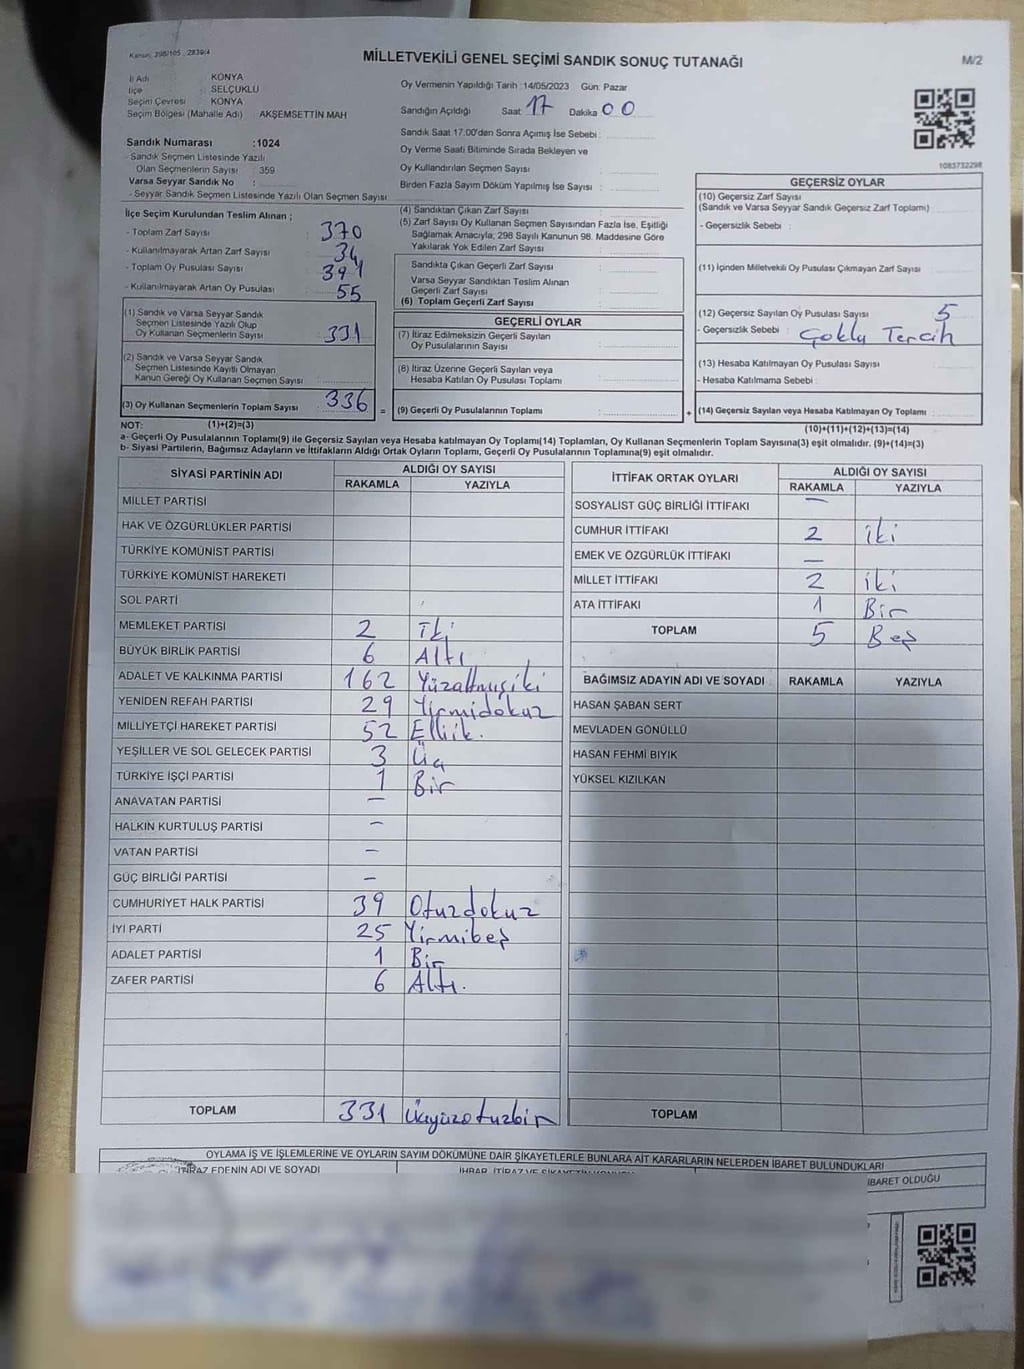 Kanun: 298/105 , 2839/4
MİLLETVEKİLİ GENEL SEÇİMİ SANDIK SONUÇ TUTANAĞI
M/2
İl Adı : KONYA
İlçe : SELÇUKLU
Seçim Çevresi : KONYA
Seçim Bölgesi (Mahalle Adı) : AKŞEMSETTİN MAH
Sandık Numarası :1024
- Sandık Seçmen Listesinde Yazılı
Olan Seçmenlerin Sayısı : 359
Varsa Seyyar Sandık No :
- Seyyar Sandık Seçmen Listesinde Yazılı Olan Seçmen Sayısı
İlçe Seçim Kurulundan Teslim Alınan ;
- Toplam Zarf Sayısı : 370
- Kullanılmayarak Artan Zarf Sayısı : 34
- Toplam Oy Pusulası Sayısı : 391
- Kullanılmayarak Artan Oy Pusulası : 55
(1) Sandık ve Varsa Seyyar Sandık
Seçmen Listesinde Yazılı Olup
Oy Kullanan Seçmenlerin Sayısı : 331
(2) Sandık ve Varsa Seyyar Sandık
Seçmen Listesinde Kayıtlı Olmayan
Kanun Gereği Oy Kullanan Seçmen Sayısı
(3) Oy Kullanan Seçmenlerin Toplam Sayısı : 336
Oy Vermenin Yapıldığı Tarih :14/05/2023 Gün: Pazar
Sandığın Açıldığı Saat : 17 Dakika 00
Sandık Saat 17:00'den Sonra Açımış İse Sebebi :
Oy Verme Saati Bitiminde Sırada Bekleyen ve
Oy Kullandırılan Seçmen Sayısı :
Birden Fazla Sayım Döküm Yapılmış İse Sayısı :
(4) Sandıktan Çıkan Zarf Sayısı :
(5) Zarf Sayısı Oy Kullanan Seçmen Sayısından Fazla İse, Eşitliği
Sağlamak Amacıyla, 298 Sayılı Kanunun 98. Maddesine Göre
Yakılarak Yok Edilen Zarf Sayısı :
Sandıkta Çıkan Geçerli Zarf Sayısı :
Varsa Seyyar Sandıktan Teslim Alınan
Geçerli Zarf Sayısı :
(6) Toplam Geçerli Zarf Sayısı :
GEÇERLİ OYLAR
(7) İtiraz Edilmeksizin Geçerli Sayılan
Oy Pusulalarının Sayısı :
(8) İtiraz Üzerine Geçerli Sayılan veya
Hesaba Katılan Oy Pusulası Toplamı :
= (9) Geçerli Oy Pusulalarının Toplamı :
1083732298
GEÇERSİZ OYLAR
(10) Geçersiz Zarf Sayısı
(Sandık ve Varsa Seyyar Sandık Geçersiz Zarf Toplamı)
- Geçersizlik Sebebi :
(11) İçinden Milletvekili Oy Pusulası Çıkmayan Zarf Sayısı :
(12) Geçersiz Sayılan Oy Pusulası Sayısı : 5
- Geçersizlik Sebebi : Çoklu Tercih
(13) Hesaba Katılmayan Oy Pusulası Sayısı :
- Hesaba Katılmama Sebebi :
+ (14) Geçersiz Sayılan veya Hesaba Katılmayan Oy Toplamı :
NOT: (1)+(2)=(3) (10)+(11)+(12)+(13)=(14)
a- Geçerli Oy Pusulalarının Toplamı(9) ile Geçersiz Sayılan veya Hesaba katılmayan Oy Toplamı(14) Toplamları, Oy Kullanan Seçmenlerin Toplam Sayısına(3) eşit olmalıdır. (9)+(14)=(3)
b- Siyasi Partilerin, Bağımsız Adayların ve İttifakların Aldığı Ortak Oyların Toplamı, Geçerli Oy Pusulalarının Toplamına(9) eşit olmalıdır.
SİYASİ PARTİNİN ADI ALDIĞI OY SAYISI
RAKAMLA YAZIYLA
MİLLET PARTİSİ
HAK VE ÖZGÜRLÜKLER PARTİSİ
TÜRKİYE KOMÜNİST PARTİSİ
TÜRKİYE KOMÜNİST HAREKETİ
SOL PARTİ
MEMLEKET PARTİSİ 2 İki
BÜYÜK BİRLİK PARTİSİ 6 Altı
ADALET VE KALKINMA PARTİSİ 162 Yüzaltmışiki
YENİDEN REFAH PARTİSİ 29 Yirmidokuz
MİLLİYETÇİ HAREKET PARTİSİ 52 Elliik.
YEŞİLLER VE SOL GELECEK PARTİSİ 3 Üç
TÜRKİYE İŞÇİ PARTİSİ 1 Bir
ANAVATAN PARTİSİ –
HALKIN KURTULUŞ PARTİSİ –
VATAN PARTİSİ –
GÜÇ BİRLİĞİ PARTİSİ –
CUMHURİYET HALK PARTİSİ 39 Otuzdokuz
İYİ PARTİ 25 Yirmibeş
ADALET PARTİSİ 1 Bir
ZAFER PARTİSİ 6 Altı.
TOPLAM 331 Üçyüzotuzbir
İTTİFAK ORTAK OYLARI ALDIĞI OY SAYISI
RAKAMLA YAZIYLA
SOSYALİST GÜÇ BİRLİĞİ İTTİFAKI –
CUMHUR İTTİFAKI 2 iki
EMEK VE ÖZGÜRLÜK İTTİFAKI –
MİLLET İTTİFAKI 2 iki
ATA İTTİFAKI 1 Bir
TOPLAM 5 Beş
BAĞIMSIZ ADAYIN ADI VE SOYADI RAKAMLA YAZIYLA
HASAN ŞABAN SERT
MEVLADEN GÖNÜLLÜ
HASAN FEHMİ BIYIK
YÜKSEL KIZILKAN
TOPLAM
OYLAMA İŞ VE İŞLEMLERİNE VE OYLARIN SAYIM DÖKÜMÜNE DAİR ŞİKAYETLERLE BUNLARA AİT KARARLARIN NELERDEN İBARET BULUNDUKLARI
İTİRAZ EDENİN ADI VE SOYADI
İBARET OLDUĞU